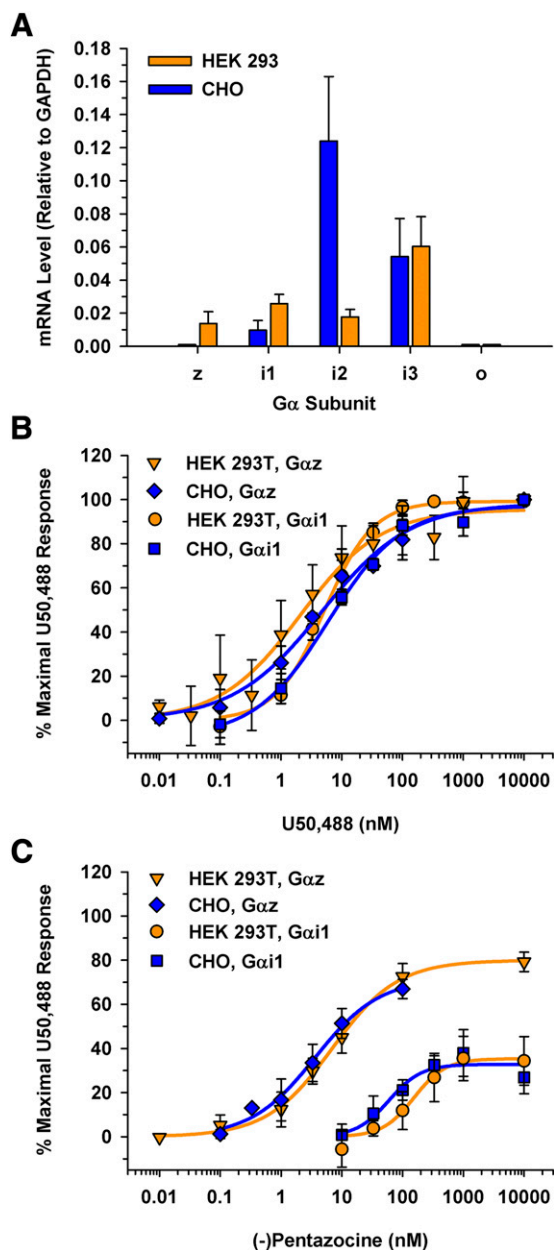 A
HEK 293
CHO
mRNA Level (Relative to GAPDH)
0.18
0.16
0.14
0.12
0.10
0.08
0.06
0.04
0.02
0.00
z i1 i2 i3 o
Gα Subunit
B
HEK 293T, Gαz
CHO, Gαz
HEK 293T, Gαi1
CHO, Gαi1
% Maximal U50,488 Response
120
100
80
60
40
20
0
0.01 0.1 1 10 100 1000 10000
U50,488 (nM)
C
HEK 293T, Gαz
CHO, Gαz
HEK 293T, Gαi1
CHO, Gαi1
% Maximal U50,488 Response
120
100
80
60
40
20
0
0.01 0.1 1 10 100 1000 10000
(-)Pentazocine (nM)